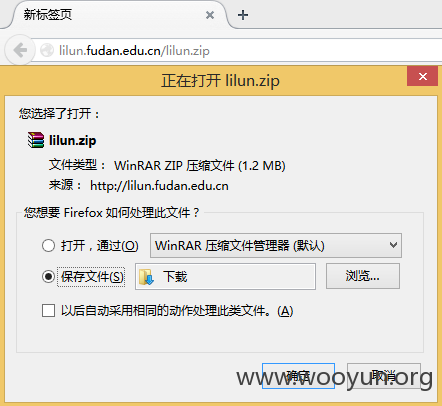 新标签页
lilun.fudan.edu.cn/lilun.zip
正在打开 lilun.zip
您选择了打开：
lilun.zip
文件类型： WinRAR ZIP 压缩文件 (1.2 MB)
来源： http://lilun.fudan.edu.cn
您想要 Firefox 如何处理此文件？
打开，通过(O) WinRAR 压缩文件管理器 (默认)
保存文件(S) 下载 浏览...
以后自动采用相同的动作处理此类文件。(A)
确定 取消
www.wooyun.org